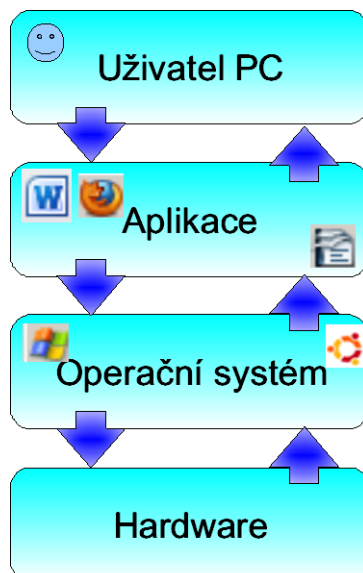 Uživatel PC
W
Aplikace
Operační systém
Hardware